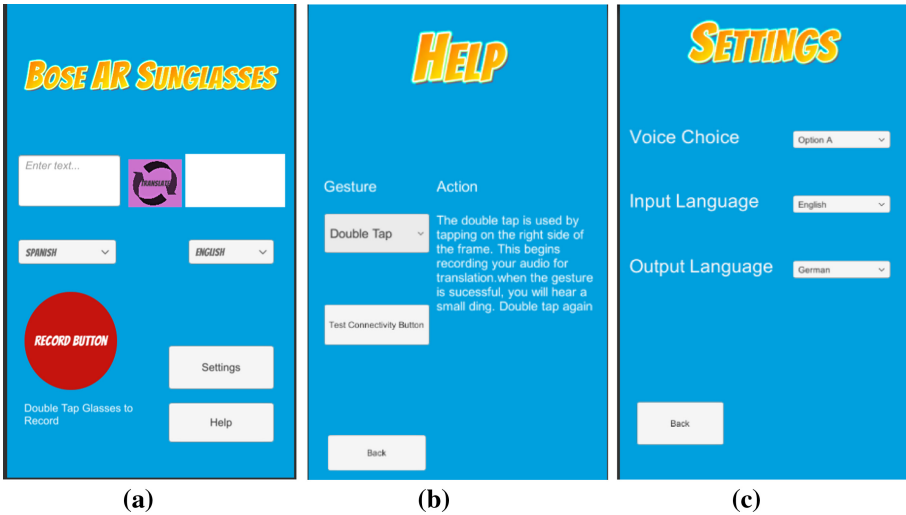 BOSE AR SUNGLASSES
Enter text...
TRANSLATE
SPANISH
ENGLISH
RECORD BUTTON
Double Tap Glasses to
Record
Settings
Help
(a)
HELP
Gesture
Action
Double Tap
The double tap is used by
tapping on the right side of
the frame. This begins
recording your audio for
translation.when the gesture
is sucessful, you will hear a
small ding. Double tap again
Test Connectivity Button
Back
(b)
SETTINGS
Voice Choice
Option A
Input Language
English
Output Language
German
Back
(c)